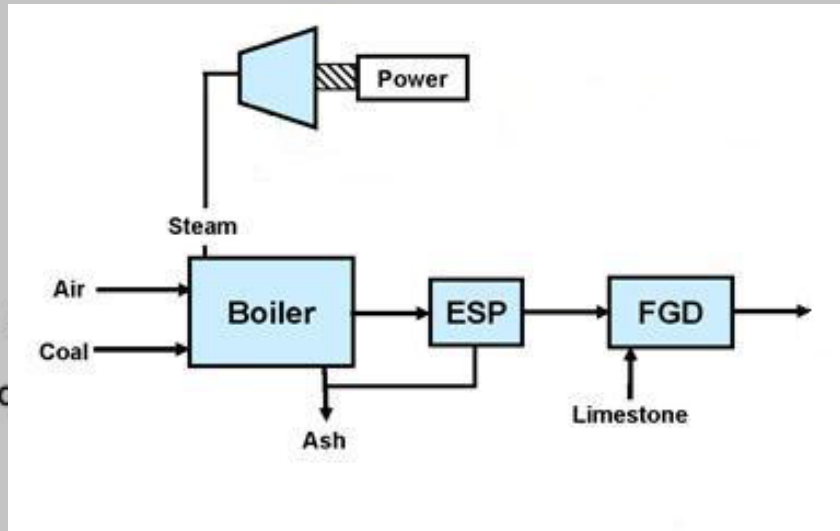 Power
Steam
Air
Boiler
ESP
FGD
Coal
Limestone
Ash